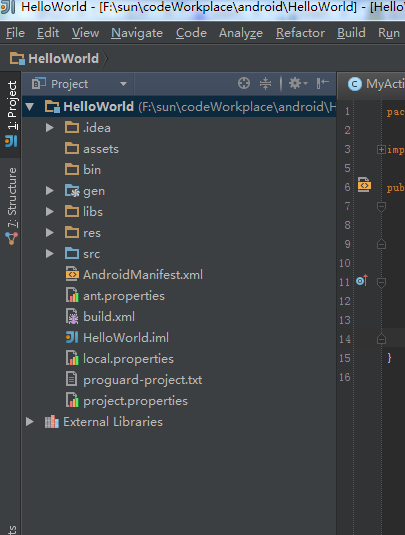 HelloWorld - [F:\sun\codeWorkplace\android\HelloWorld] - [Hello
File Edit View Navigate Code Analyze Refactor Build Run
HelloWorld
Project
MyActi
1: Project
7: Structure
HelloWorld (F:\sun\codeWorkplace\android\H
.idea
assets
bin
gen
libs
res
src
AndroidManifest.xml
ant.properties
build.xml
HelloWorld.iml
local.properties
proguard-project.txt
project.properties
External Libraries
1 pac
2
3 imp
5
6 pub
7
8
9
10
11
12
13
14
15 }
16
ts